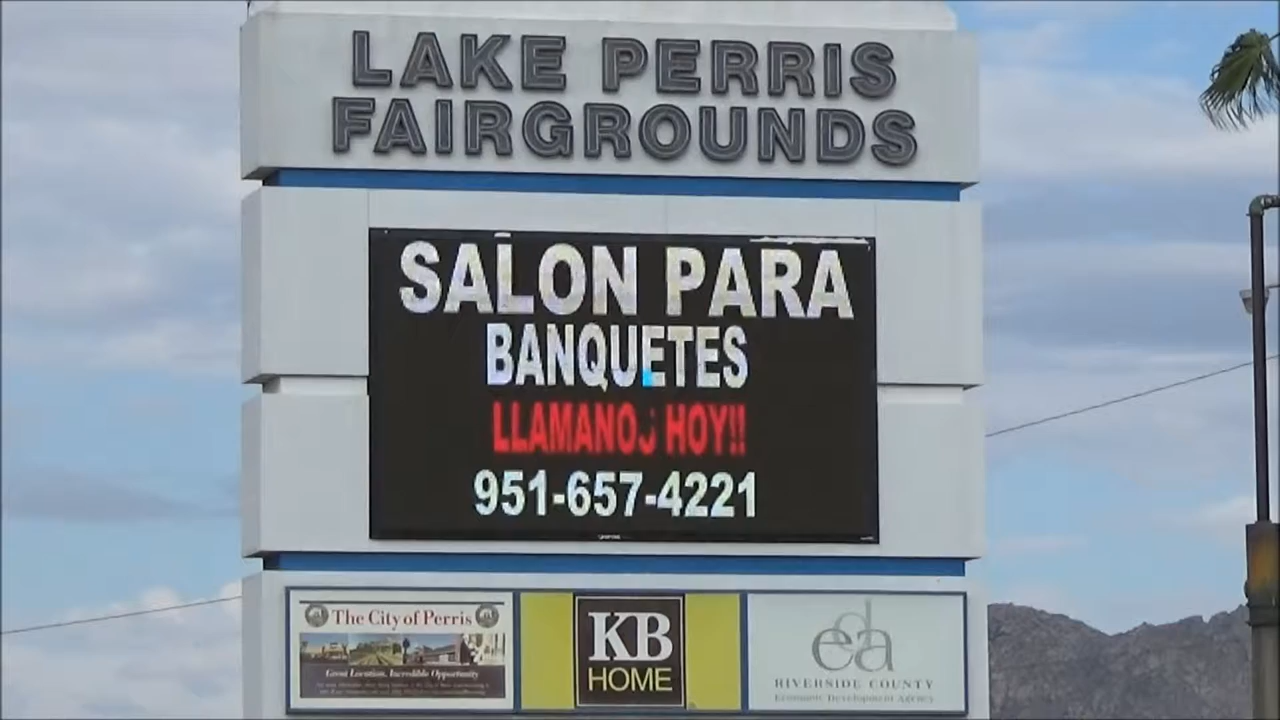 LAKE PERRIS
FAIRGROUNDS
SALON PARA
BANQUETES
LLAMANOS HOY!!
951-657-4221
The City of Perris
Great Location, Incredible Opportunity
KB
HOME
eda
RIVERSIDE COUNTY
Economic Development Agency